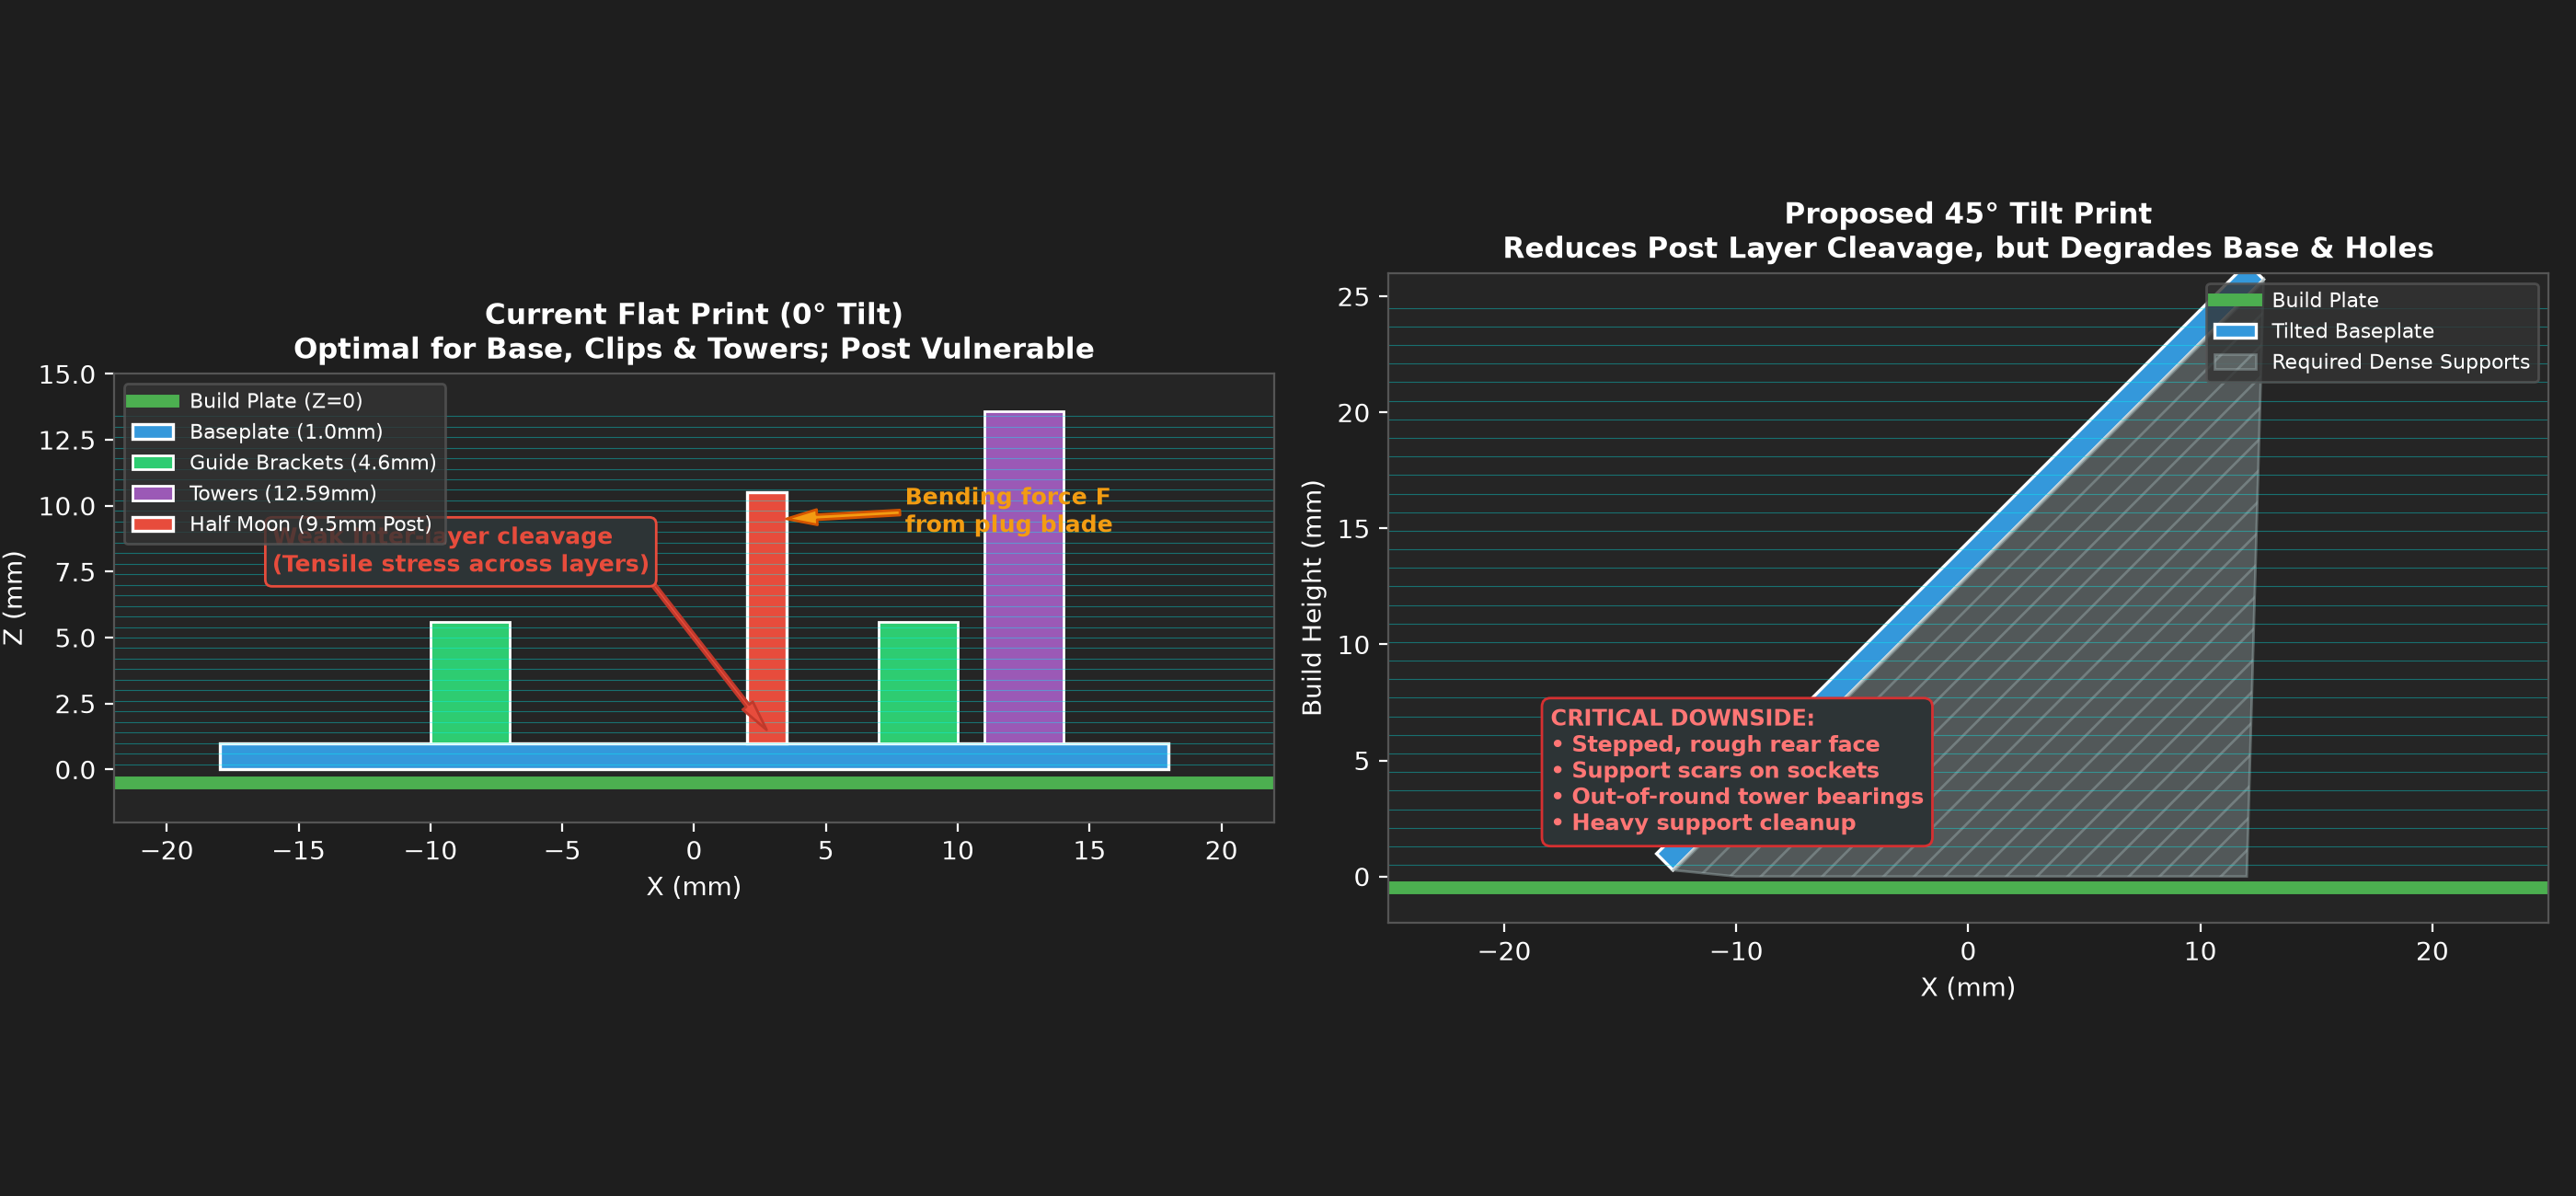 Current Flat Print (0° Tilt)
Optimal for Base, Clips & Towers; Post Vulnerable
Z (mm)
15.0
12.5
10.0
7.5
5.0
2.5
0.0
Build Plate (Z=0)
Baseplate (1.0mm)
Guide Brackets (4.6mm)
Towers (12.59mm)
Half Moon (9.5mm Post)
Weak inter-layer cleavage
(Tensile stress across layers)
Bending force F
from plug blade
−20
−15
−10
−5
0
5
10
15
20
X (mm)
Proposed 45° Tilt Print
Reduces Post Layer Cleavage, but Degrades Base & Holes
Build Height (mm)
25
20
15
10
5
0
Build Plate
Tilted Baseplate
Required Dense Supports
CRITICAL DOWNSIDE:
• Stepped, rough rear face
• Support scars on sockets
• Out-of-round tower bearings
• Heavy support cleanup
−20
−10
0
10
20
X (mm)